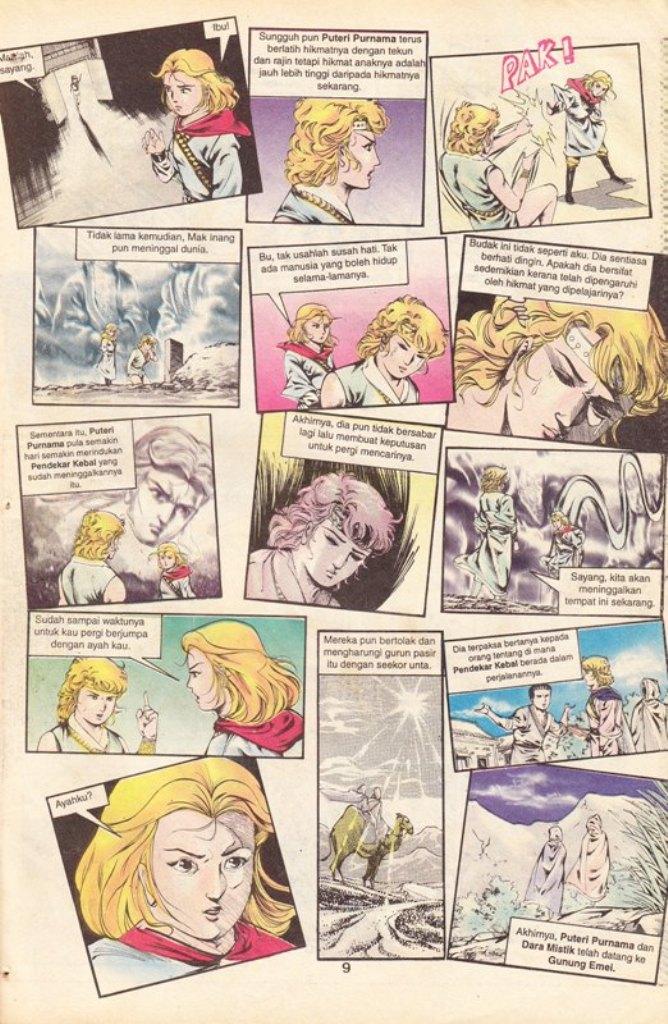 Marilah,
sayang.
Ibu!
Sungguh pun Puteri Purnama terus
berlatih hikmatnya dengan tekun
dan rajin tetapi hikmat anaknya adalah
jauh lebih tinggi daripada hikmatnya
sekarang.
PAK!
Tidak lama kemudian, Mak inang
pun meninggal dunia.
Bu, tak usahlah susah hati. Tak
ada manusia yang boleh hidup
selama-lamanya.
Budak ini tidak seperti aku. Dia sentiasa
berhati dingin. Apakah dia bersifat
sedemikian kerana telah dipengaruhi
oleh hikmat yang dipelajarinya?
Sementara itu, Puteri
Purnama pula semakin
hari semakin merindukan
Pendekar Kebal yang
sudah meninggalkannya
itu.
Akhirnya, dia pun tidak bersabar
lagi lalu membuat keputusan
untuk pergi mencarinya.
Sayang, kita akan
meninggalkan
tempat ini sekarang.
Sudah sampai waktunya
untuk kau pergi berjumpa
dengan ayah kau.
Ayahku?
Mereka pun bertolak dan
mengharungi gurun pasir
itu dengan seekor unta.
Dia terpaksa bertanya kepada
orang tentang di mana
Pendekar Kebal berada dalam
perjalanannya.
Akhirnya, Puteri Purnama dan
Dara Mistik telah datang ke
Gunung Emei.
9